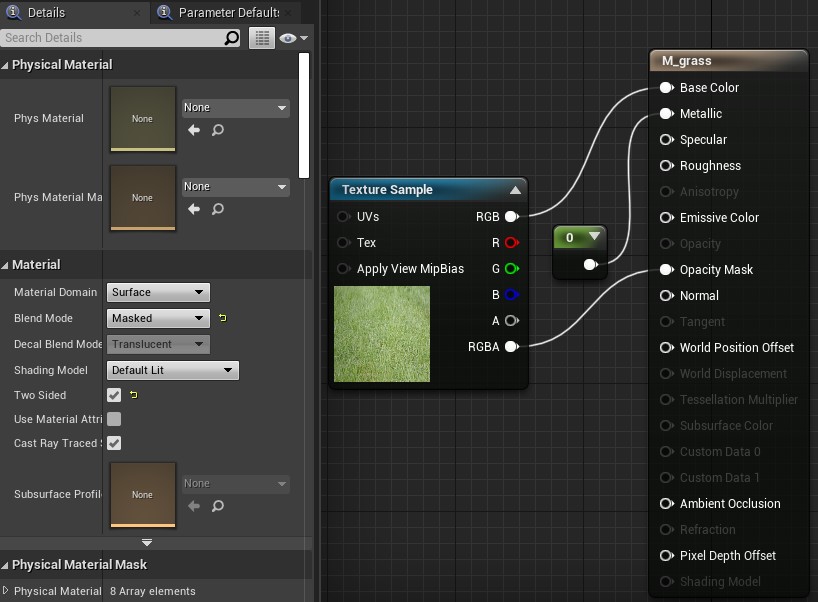 Details
Parameter Defaults
Search Details
Physical Material
Phys Material
None
None
Phys Material Ma
None
None
Material
Material Domain
Surface
Blend Mode
Masked
Decal Blend Mode
Translucent
Shading Model
Default Lit
Two Sided
Use Material Attri
Cast Ray Traced S
Subsurface Profil
None
None
Physical Material Mask
Physical Material
8 Array elements
Texture Sample
UVs
RGB
Tex
R
Apply View MipBias
G
B
A
RGBA
0
M_grass
Base Color
Metallic
Specular
Roughness
Anisotropy
Emissive Color
Opacity
Opacity Mask
Normal
Tangent
World Position Offset
World Displacement
Tessellation Multiplier
Subsurface Color
Custom Data 0
Custom Data 1
Ambient Occlusion
Refraction
Pixel Depth Offset
Shading Model